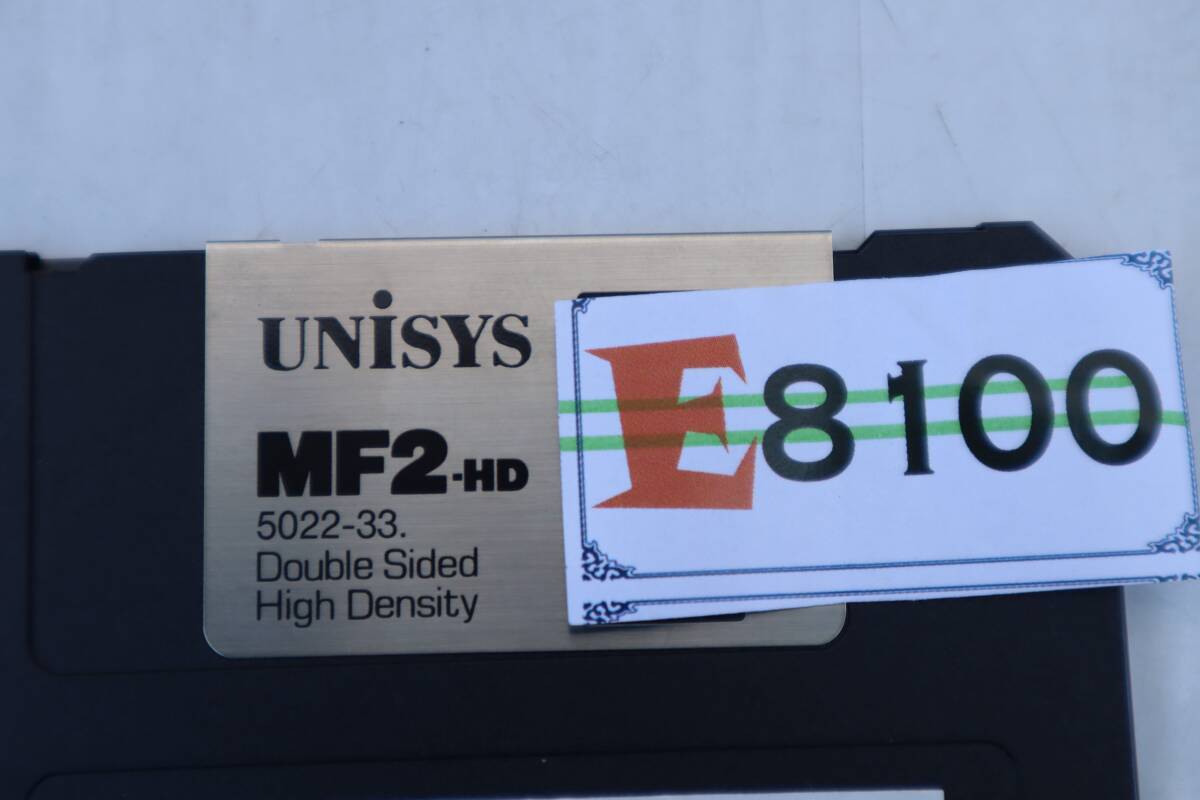 UNiSYS
MF2-HD
5022-33.
Double Sided
High Density
E8100